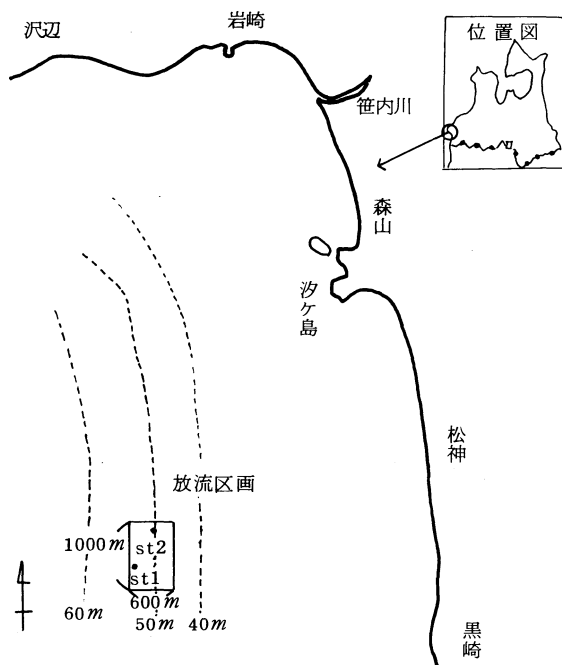 沢辺
岩崎
位置図
笹内川
森山
汐ケ島
松神
放流区画
1000m
st2
st1
600m
60m
50m
40m
黒崎